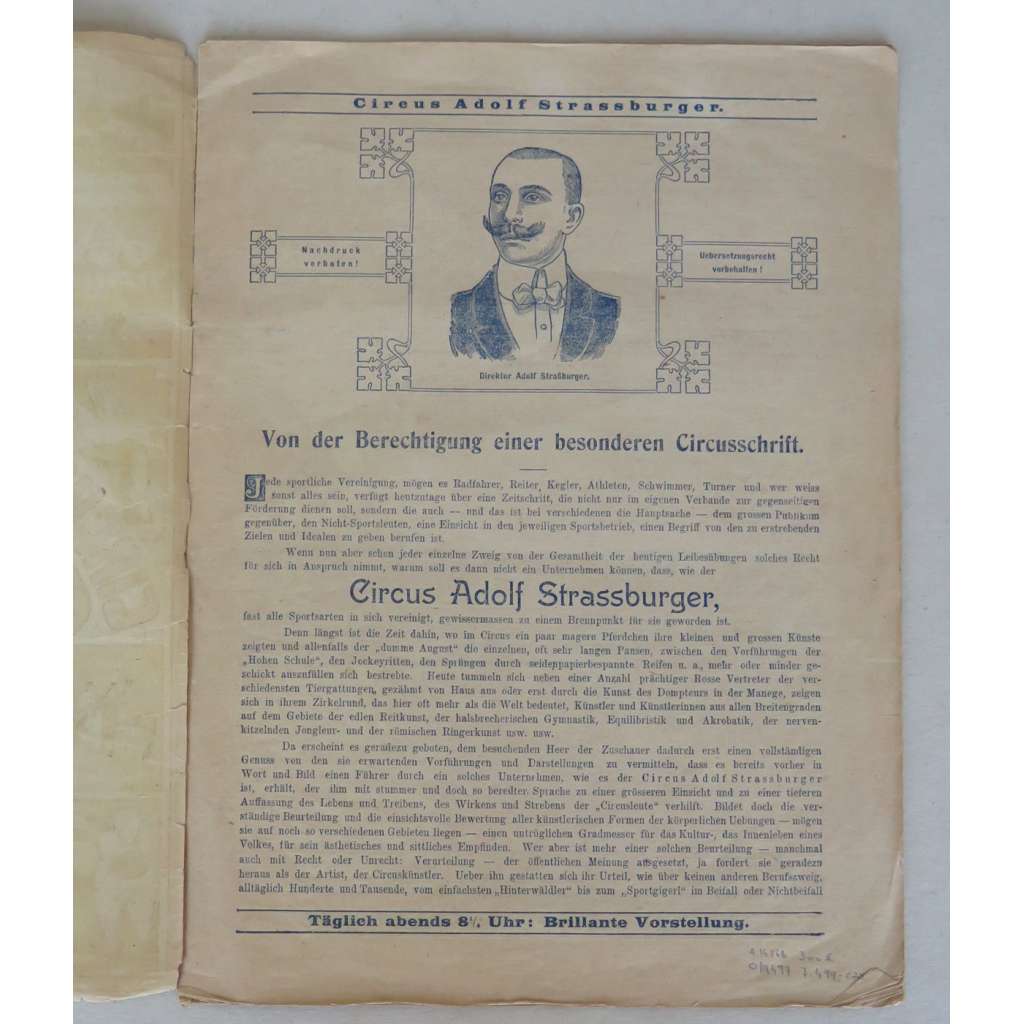 Circus Adolf Strassburger.
Nachdruck
verboten!
Uebersetzungsrecht
vorbehalten!
Direktor Adolf Straßburger.
Von der Berechtigung einer besonderen Circusschrift.
Jede sportliche Vereinigung, mögen es Radfahrer, Reiter, Kegler, Athleten, Schwimmer, Turner und wer weiss
sonst alles sein, verfügt heutzutage über eine Zeitschrift, die nicht nur im eigenen Verbande zur gegenseitigen
Förderung dienen soll, sondern die auch — und das ist bei verschiedenen die Hauptsache — dem grossen Publikum
gegenüber, den Nicht-Sportsleuten, eine Einsicht in den jeweiligen Sportsbetrieb, einen Begriff von den zu erstrebenden
Zielen und Idealen zu geben berufen ist.
Wenn nun aber schon jeder einzelne Zweig von der Gesamtheit der heutigen Leibesübungen solches Recht
für sich in Anspruch nimmt, warum soll es dann nicht ein Unternehmen können, dass, wie der
Circus Adolf Strassburger,
fast alle Sportsarten in sich vereinigt, gewissermassen zu einem Brennpunkt für sie geworden ist.
Denn längst ist die Zeit dahin, wo im Circus ein paar magere Pferdchen ihre kleinen und grossen Künste
zeigten und allenfalls der „dumme August“ die einzelnen, oft sehr langen Pausen, zwischen den Vorführungen der
„Hohen Schule“, den Jockeyritten, den Sprüngen durch seidenpapierbespannte Reifen u. a., mehr oder minder ge-
schickt auszufüllen sich bestrebte. Heute tummeln sich neben einer Anzahl prächtiger Rosse Vertreter der ver-
schiedensten Tiergattungen, gezähmt von Haus aus oder erst durch die Kunst des Dompteurs in der Manege, zeigen
sich in ihrem Zirkelrund, das hier oft mehr als die Welt bedeutet, Künstler und Künstlerinnen aus allen Breitengraden
auf dem Gebiete der edlen Reitkunst, der halsbrecherischen Gymnastik, Equilibristik und Akrobatik, der nerven-
kitzelnden Jongleur- und der römischen Ringerkunst usw. usw.
Da erscheint es geradezu geboten, dem besuchenden Heer der Zuschauer dadurch erst einen vollständigen
Genuss von den sie erwartenden Vorführungen und Darstellungen zu vermitteln, dass es bereits vorher in
Wort und Bild einen Führer durch ein solches Unternehmen, wie es der Circus Adolf Strassburger
ist, erhält, der ihm mit stummer und doch so beredter Sprache zu einer grösseren Einsicht und zu einer tieferen
Auffassung des Lebens und Treibens, des Wirkens und Strebens der „Circusleute“ verhilft. Bildet doch die ver-
ständige Beurteilung und die einsichtsvolle Bewertung aller künstlerischen Formen der körperlichen Uebungen — mögen
sie auf noch so verschiedenen Gebieten liegen — einen untrüglichen Gradmesser für das Kultur-, das Innenleben eines
Volkes, für sein ästhetisches und sittliches Empfinden. Wer aber ist mehr einer solchen Beurteilung — manchmal
auch mit Recht oder Unrecht: Verurteilung — der öffentlichen Meinung ausgesetzt, ja fordert sie geradezu
heraus als der Artist, der Circuskünstler. Ueber ihn gestatten sich ihr Urteil, wie über keinen anderen Berufszweig,
alltäglich Hunderte und Tausende, vom einfachsten „Hinterwäldler“ bis zum „Sportgigerl“ im Beifall oder Nichtbeifall
Täglich abends 8¼ Uhr: Brillante Vorstellung.